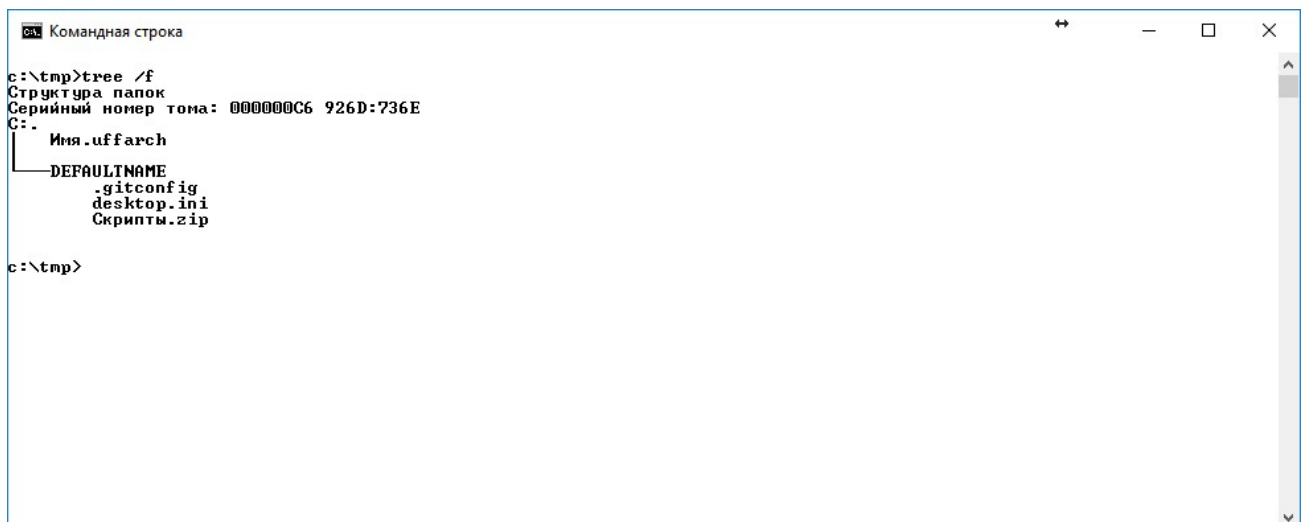 Командная строка
c:\tmp>tree /f
Структура папок
Серийный номер тома: 000000C6 926D:736E
C:.
Имя.uffarch
DEFAULTNAME
.gitconfig
desktop.ini
Скрипты.zip
c:\tmp>